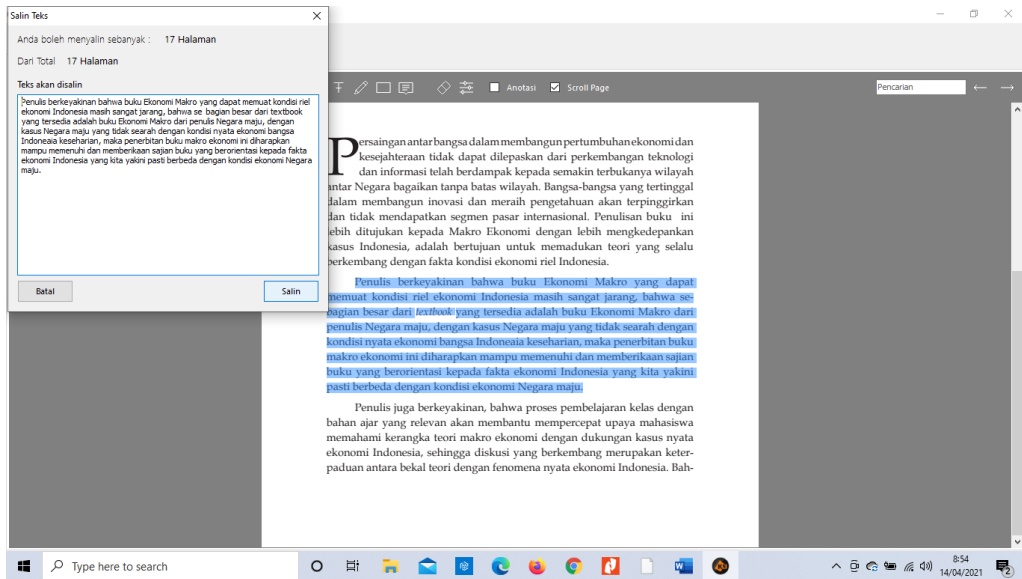 Salin Teks
Anda boleh menyalin sebanyak : 17 Halaman
Dari Total 17 Halaman
Teks akan disalin
Penulis berkeyakinan bahwa buku Ekonomi Makro yang dapat memuat kondisi riel
ekonomi Indonesia masih sangat jarang, bahwa se bagian besar dari textbook
yang tersedia adalah buku Ekonomi Makro dari penulis Negara maju, dengan
kasus Negara maju yang tidak searah dengan kondisi nyata ekonomi bangsa
Indoneaia keseharian, maka penerbitan buku makro ekonomi ini diharapkan
mampu memenuhi dan memberikaan sajian buku yang berorientasi kepada fakta
ekonomi Indonesia yang kita yakini pasti berbeda dengan kondisi ekonomi Negara
maju.
Batal
Salin
Anotasi
Scroll Page
Pencarian
Persaingan antar bangsa dalam membangun pertumbuhan ekonomi dan
kesejahteraan tidak dapat dilepaskan dari perkembangan teknologi
dan informasi telah berdampak kepada semakin terbukanya wilayah
antar Negara bagaikan tanpa batas wilayah. Bangsa-bangsa yang tertinggal
dalam membangun inovasi dan meraih pengetahuan akan terpinggirkan
dan tidak mendapatkan segmen pasar internasional. Penulisan buku ini
lebih ditujukan kepada Makro Ekonomi dengan lebih mengkedepankan
kasus Indonesia, adalah bertujuan untuk memadukan teori yang selalu
berkembang dengan fakta kondisi ekonomi riel Indonesia.
Penulis berkeyakinan bahwa buku Ekonomi Makro yang dapat
memuat kondisi riel ekonomi Indonesia masih sangat jarang, bahwa se-
bagian besar dari textbook yang tersedia adalah buku Ekonomi Makro dari
penulis Negara maju, dengan kasus Negara maju yang tidak searah dengan
kondisi nyata ekonomi bangsa Indoneaia keseharian, maka penerbitan buku
makro ekonomi ini diharapkan mampu memenuhi dan memberikaan sajian
buku yang berorientasi kepada fakta ekonomi Indonesia yang kita yakini
pasti berbeda dengan kondisi ekonomi Negara maju.
Penulis juga berkeyakinan, bahwa proses pembelajaran kelas dengan
bahan ajar yang relevan akan membantu mempercepat upaya mahasiswa
memahami kerangka teori makro ekonomi dengan dukungan kasus nyata
ekonomi Indonesia, sehingga diskusi yang berkembang merupakan keter-
paduan antara bekal teori dengan fenomena nyata ekonomi Indonesia. Bah-
Type here to search
8:54
14/04/2021
2